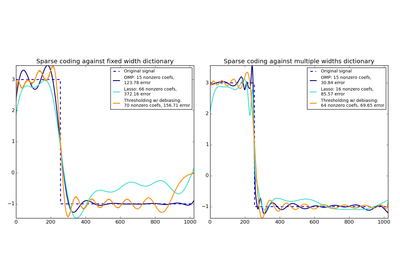 Sparse coding against fixed width dictionary
Original signal
OMP: 15 nonzero coefs,
123.78 error
Lasso: 66 nonzero coefs,
372.16 error
Thresholding w/ debiasing:
70 nonzero coefs, 156.71 error
3
2
1
0
−1
0
200
400
600
800
1000
Sparse coding against multiple widths dictionary
Original signal
OMP: 15 nonzero coefs,
30.84 error
Lasso: 16 nonzero coefs,
85.57 error
Thresholding w/ debiasing:
64 nonzero coefs, 69.65 error
3
2
1
0
−1
0
200
400
600
800
1000